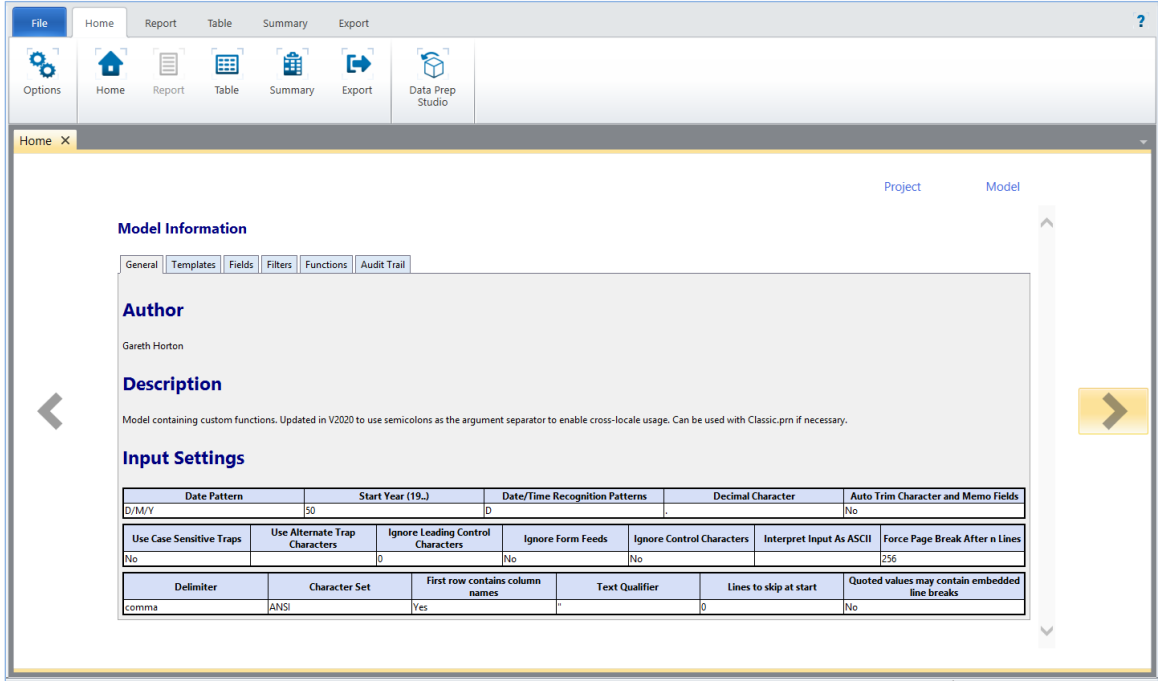 File Home Report Table Summary Export ?
Options Home Report Table Summary Export Data Prep
Studio
Home X
Project Model
Model Information
General Templates Fields Filters Functions Audit Trail
Author
Gareth Horton
Description
Model containing custom functions. Updated in V2020 to use semicolons as the argument separator to enable cross-locale usage. Can be used with Classic.prn if necessary.
Input Settings
Date Pattern Start Year (19..) Date/Time Recognition Patterns Decimal Character Auto Trim Character and Memo Fields
D/M/Y 50 D . No
Use Case Sensitive Traps Use Alternate Trap Characters Ignore Leading Control Characters Ignore Form Feeds Ignore Control Characters Interpret Input As ASCII Force Page Break After n Lines
No 0 No No 256
Delimiter Character Set First row contains column names Text Qualifier Lines to skip at start Quoted values may contain embedded line breaks
comma ANSI Yes " 0 No